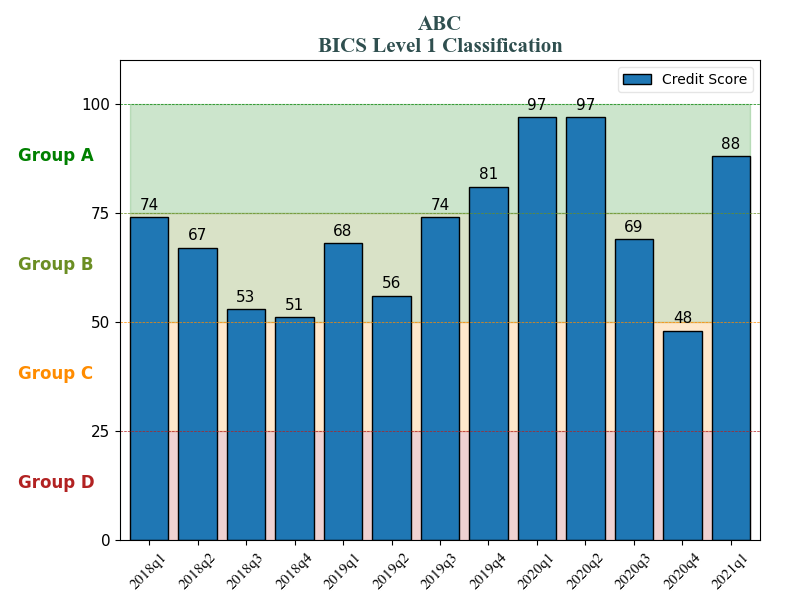 ABC
BICS Level 1 Classification
Credit Score
100
75
50
25
0
Group A
Group B
Group C
Group D
74
67
53
51
68
56
74
81
97
97
69
48
88
2018q1
2018q2
2018q3
2018q4
2019q1
2019q2
2019q3
2019q4
2020q1
2020q2
2020q3
2020q4
2021q1